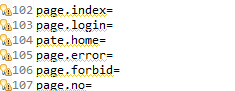 102 page.index=
103 page.login=
104 pate.home=
105 page.error=
106 page.forbid=
107 page.no=